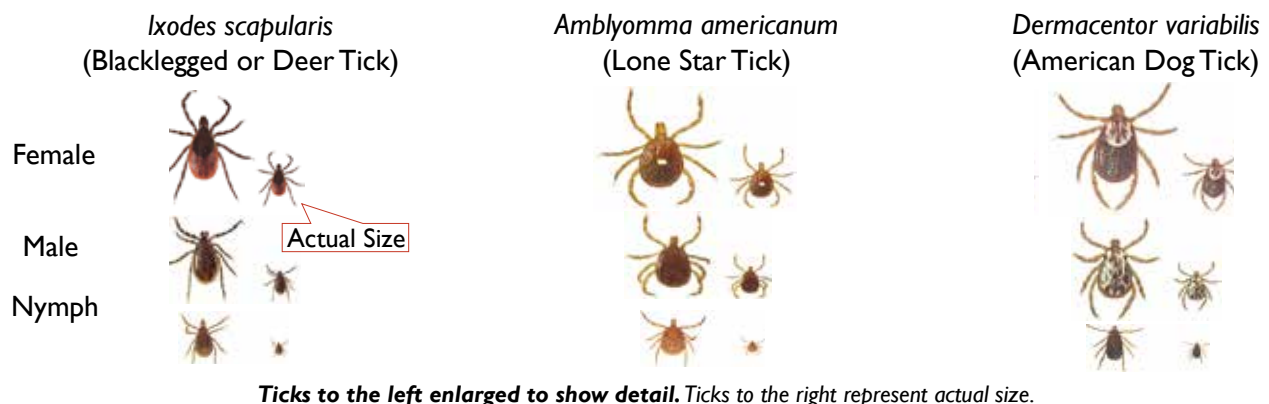 Ixodes scapularis
(Blacklegged or Deer Tick)
Amblyomma americanum
(Lone Star Tick)
Dermacentor variabilis
(American Dog Tick)
Female
Actual Size
Male
Nymph
Ticks to the left enlarged to show detail. Ticks to the right represent actual size.